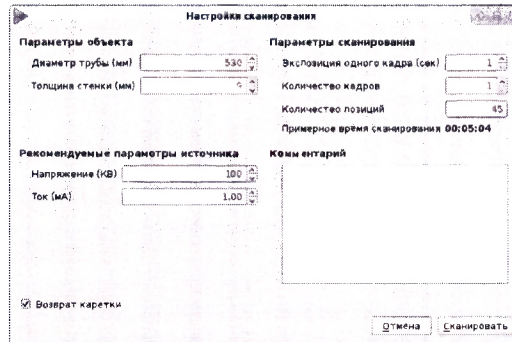 Настройки сканирования
Параметры объекта
Диаметр трубы (мм) 530
Толщина стенки (мм)
Параметры сканирования
Экспозиция одного кадра (сек) 1
Количество кадров 1
Количество позиций 45
Примерное время сканирования 00:05:04
Рекомендуемые параметры источника
Напряжение (КВ) 100
Ток (мА) 1.00
Комментарий
Возврат каретки
Отмена
Сканировать